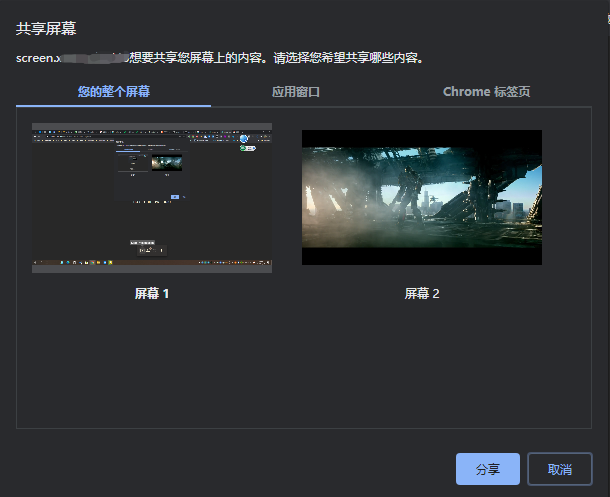 共享屏幕
screen.x想要共享您屏幕上的内容。请选择您希望共享哪些内容。
您的整个屏幕 应用窗口 Chrome 标签页
屏幕 1 屏幕 2
分享 取消